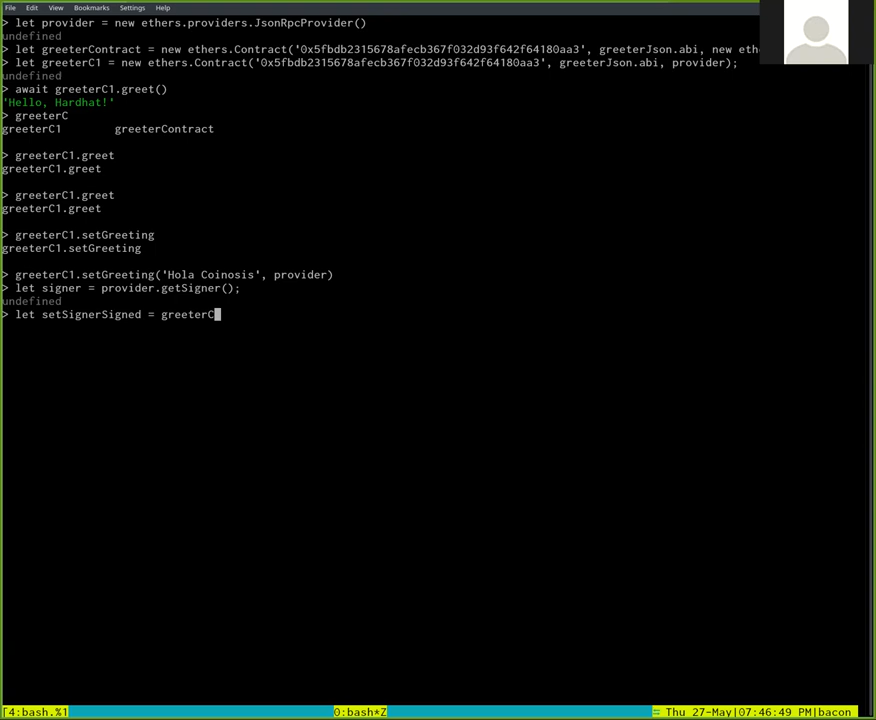 File Edit View Bookmarks Settings Help
> let provider = new ethers.providers.JsonRpcProvider()
undefined
> let greeterContract = new ethers.Contract('0x5fbdb2315678afecb367f032d93f642f64180aa3', greeterJson.abi, new eth
> let greeterC1 = new ethers.Contract('0x5fbdb2315678afecb367f032d93f642f64180aa3', greeterJson.abi, provider);
undefined
> await greeterC1.greet()
'Hello, Hardhat!'
> greeterC
greeterC1 greeterContract
> greeterC1.greet
greeterC1.greet
> greeterC1.greet
greeterC1.greet
> greeterC1.setGreeting
greeterC1.setGreeting
> greeterC1.setGreeting('Hola Coinosis', provider)
> let signer = provider.getSigner();
undefined
> let setSignerSigned = greeterC
[4:bash.%1 0:bash*Z = Thu 27-May|07:46:49 PM|bacon